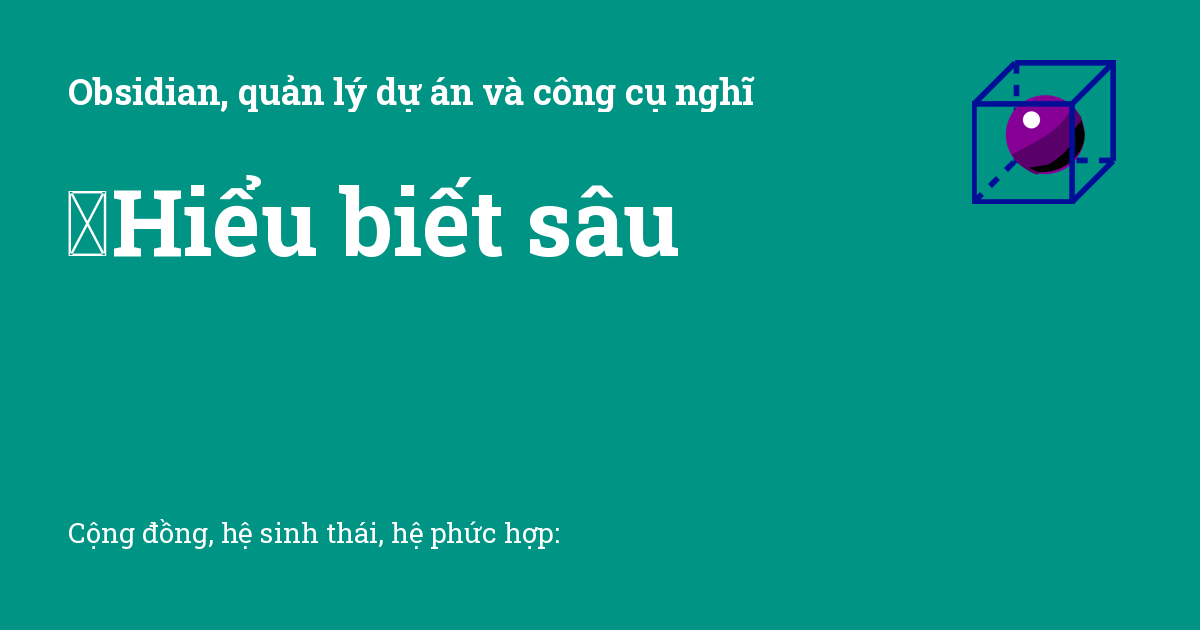 Obsidian, quản lý dự án và công cụ nghĩ
Hiểu biết sâu
Cộng đồng, hệ sinh thái, hệ phức hợp: